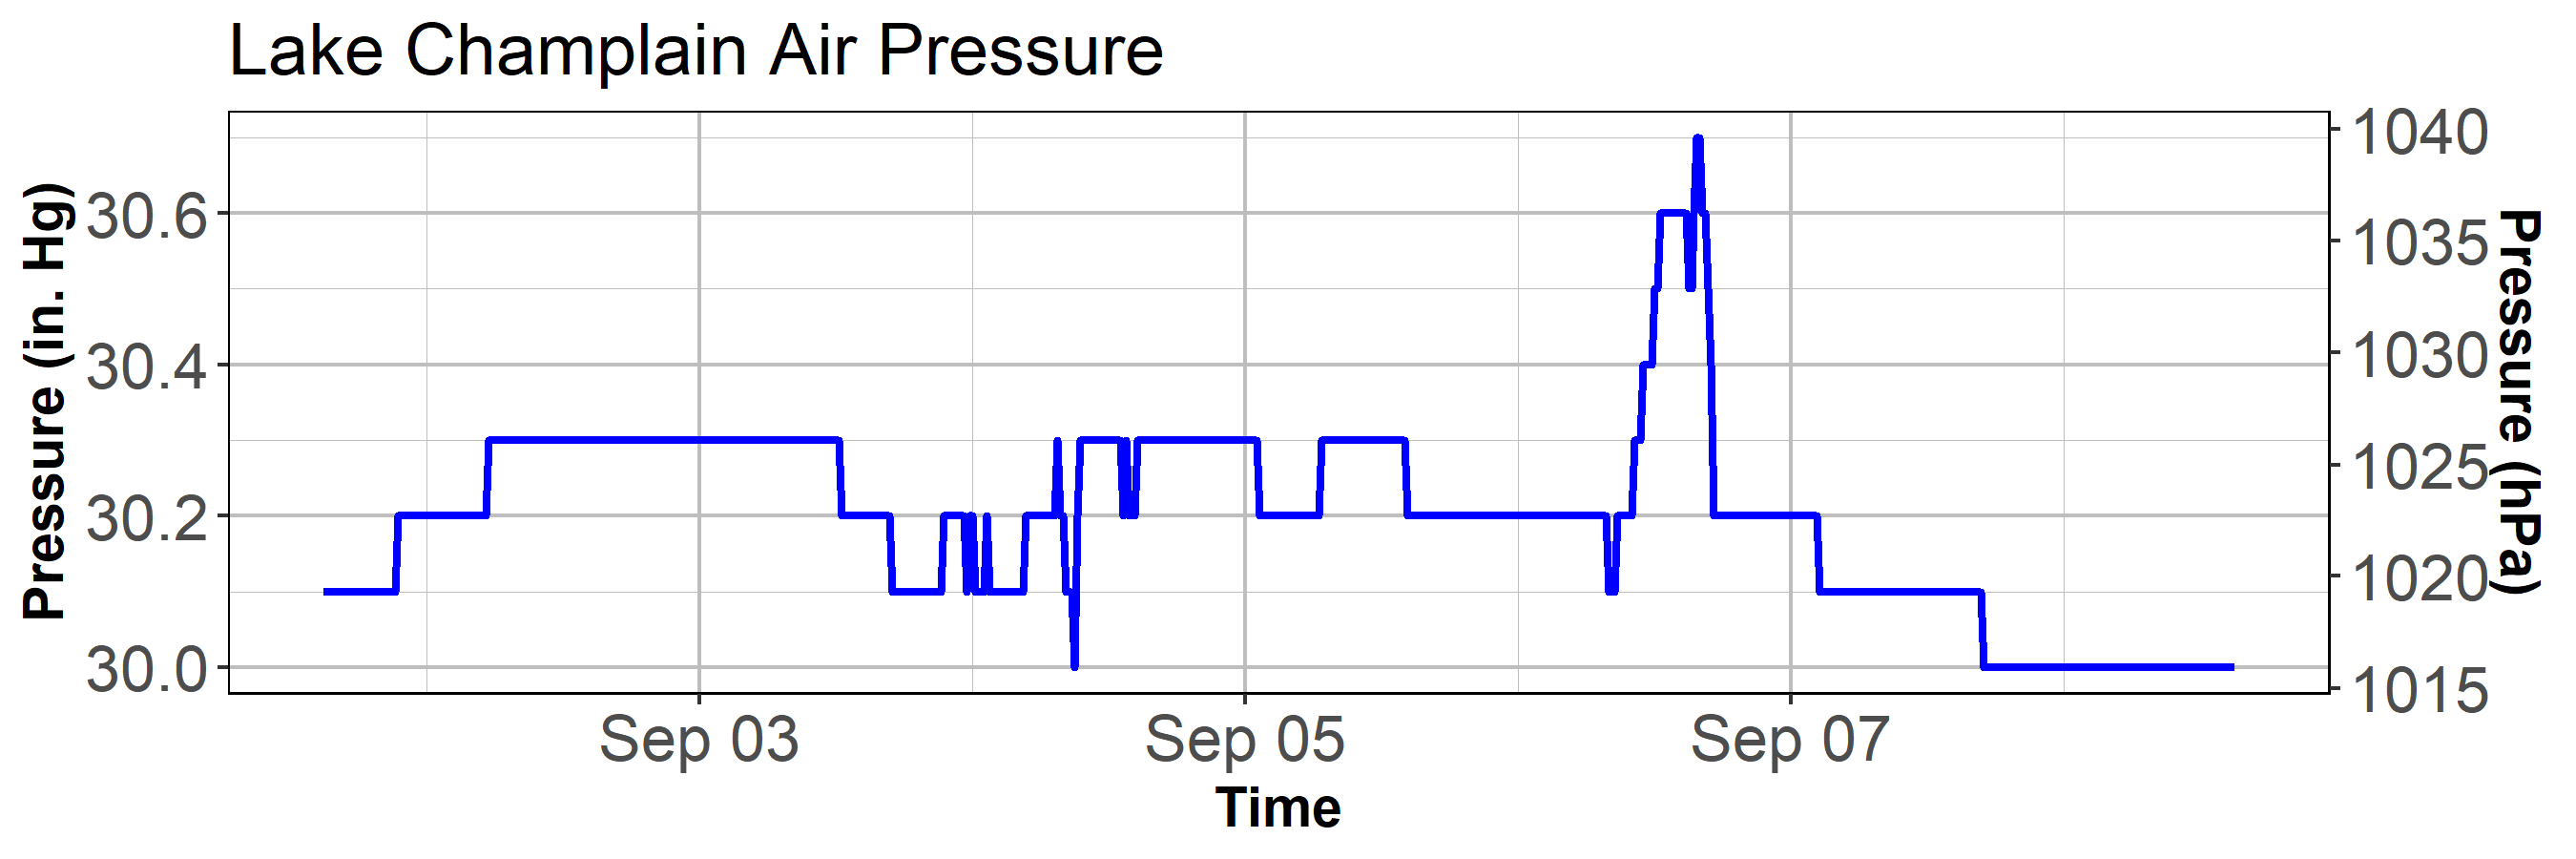 Lake Champlain Air Pressure
Pressure (in. Hg)
30.6
30.4
30.2
30.0
1040
1035
1030
1025
1020
1015
Pressure (hPa)
Sep 03
Sep 05
Sep 07
Time